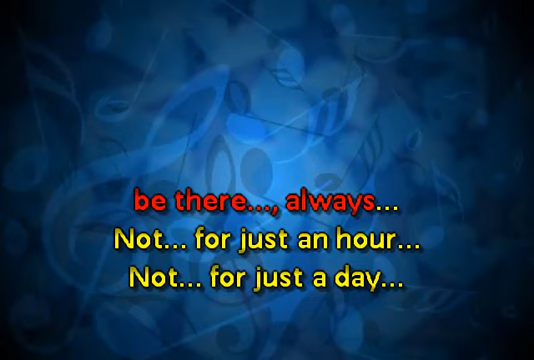 be there..., always...
Not... for just an hour...
Not... for just a day...